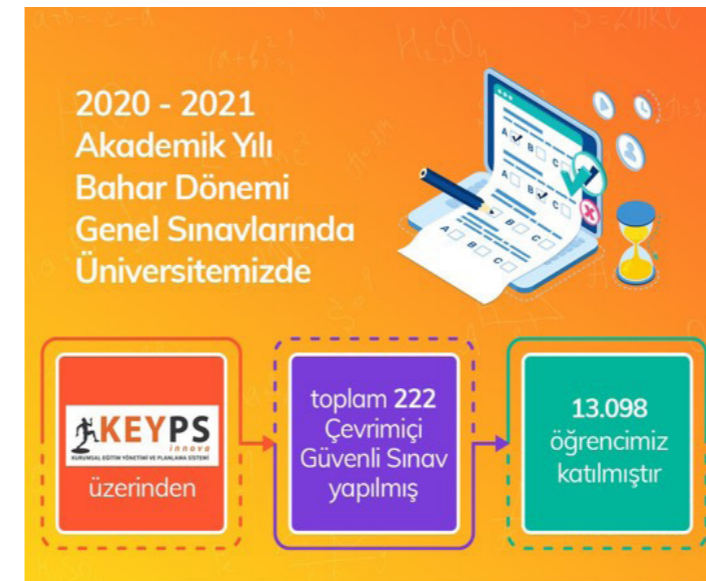 2020 - 2021
Akademik Yılı
Bahar Dönemi
Genel Sınavlarında
Üniversitemizde
A B C
A B C
A B C
A B C
KEYPS
innova
KURUMSAL EĞİTİM YÖNETİMİ VE PLANLAMA SİSTEMİ
üzerinden
toplam 222
Çevrimiçi
Güvenli Sınav
yapılmış
13.098
öğrencimiz
katılmıştır